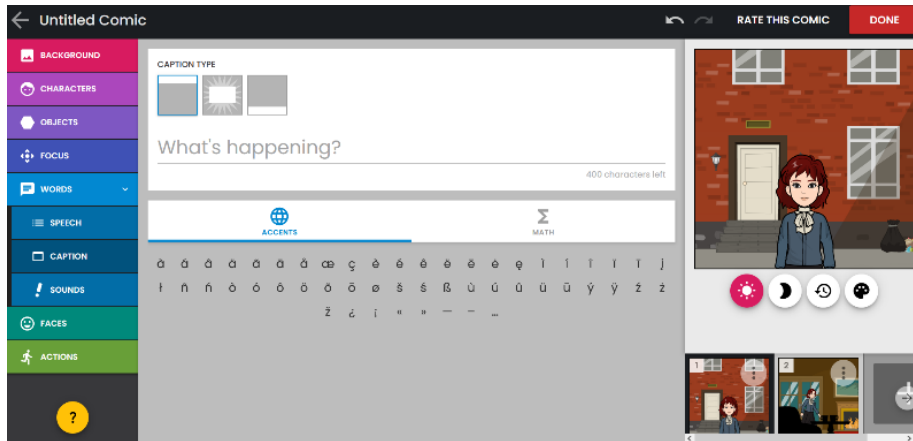 Untitled Comic
RATE THIS COMIC
DONE
BACKGROUND
CHARACTERS
OBJECTS
FOCUS
WORDS
SPEECH
CAPTION
SOUNDS
FACES
ACTIONS
?
CAPTION TYPE
What's happening?
400 characters left
ACCENTS
Σ
MATH
1
2